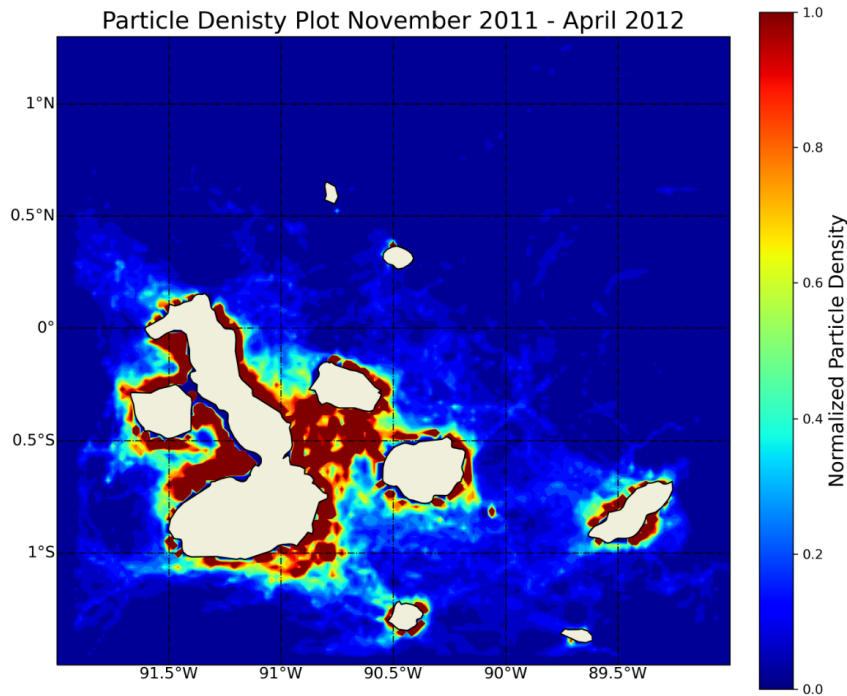 Particle Denisty Plot November 2011 - April 2012
1°N
0.5°N
0°
0.5°S
1°S
91.5°W 91°W 90.5°W 90°W 89.5°W
1.0
0.8
0.6
0.4
0.2
0.0
Normalized Particle Density